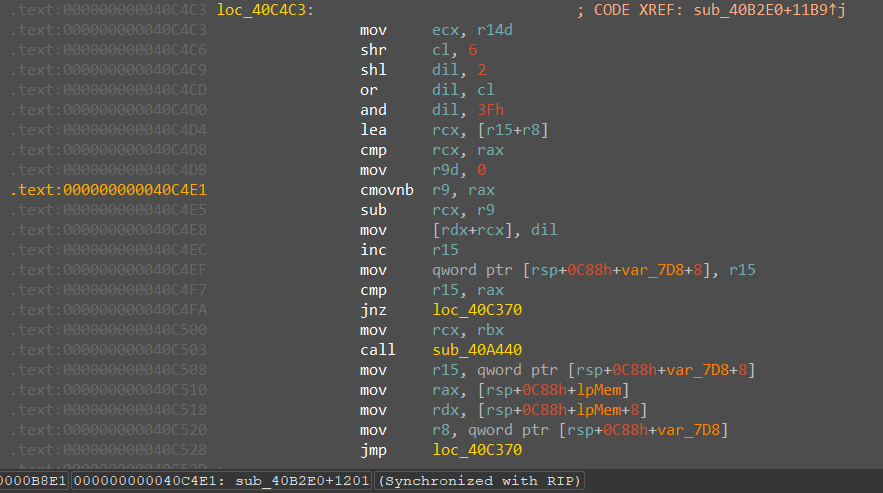 .text:000000000040C4C3 loc_40C4C3: ; CODE XREF: sub_40B2E0+11B9↑j
.text:000000000040C4C3 mov ecx, r14d
.text:000000000040C4C6 shr cl, 6
.text:000000000040C4C9 shl dil, 2
.text:000000000040C4CD or dil, cl
.text:000000000040C4D0 and dil, 3Fh
.text:000000000040C4D4 lea rcx, [r15+r8]
.text:000000000040C4D8 cmp rcx, rax
.text:000000000040C4DB mov r9d, 0
.text:000000000040C4E1 cmovnb r9, rax
.text:000000000040C4E5 sub rcx, r9
.text:000000000040C4E8 mov [rdx+rcx], dil
.text:000000000040C4EC inc r15
.text:000000000040C4EF mov qword ptr [rsp+0C88h+var_7D8+8], r15
.text:000000000040C4F7 cmp r15, rax
.text:000000000040C4FA jnz loc_40C370
.text:000000000040C500 mov rcx, rbx
.text:000000000040C503 call sub_40A440
.text:000000000040C508 mov r15, qword ptr [rsp+0C88h+var_7D8+8]
.text:000000000040C510 mov rax, [rsp+0C88h+lpMem]
.text:000000000040C518 mov rdx, [rsp+0C88h+lpMem+8]
.text:000000000040C520 mov r8, qword ptr [rsp+0C88h+var_7D8]
.text:000000000040C528 jmp loc_40C370
0000B8E1 000000000040C4E1: sub_40B2E0+1201 (Synchronized with RIP)